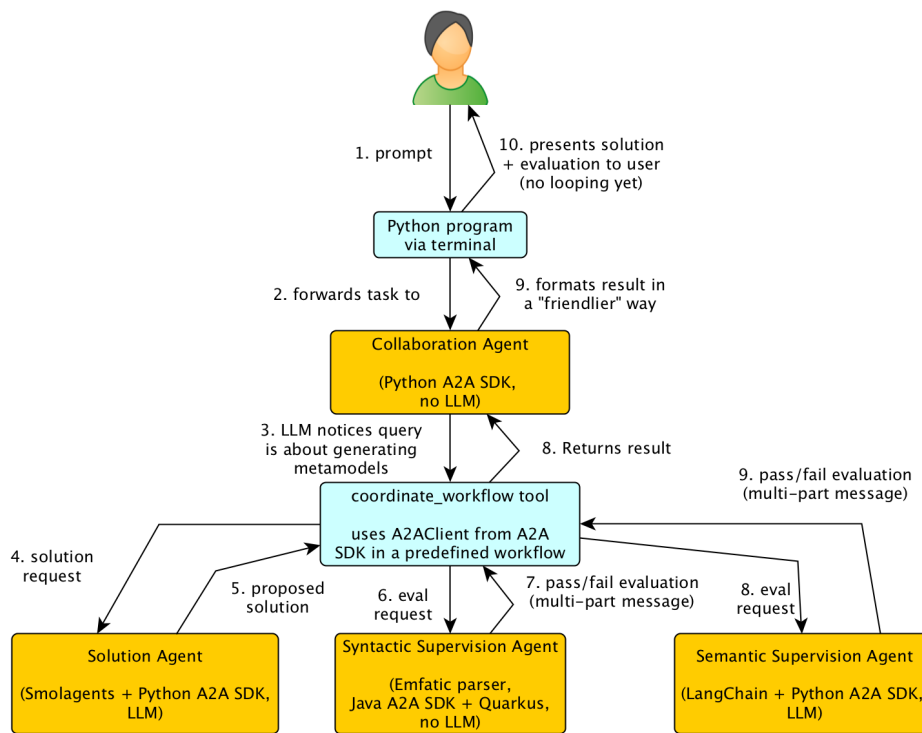 1. prompt
10. presents solution
+ evaluation to user
(no looping yet)
Python program
via terminal
2. forwards task to
9. formats result in
a "friendlier" way
Collaboration Agent
(Python A2A SDK,
no LLM)
3. LLM notices query
is about generating
metamodels
8. Returns result
9. pass/fail evaluation
(multi-part message)
coordinate_workflow tool
uses A2AClient from A2A
SDK in a predefined workflow
4. solution
request
5. proposed
solution
6. eval
request
7. pass/fail evaluation
(multi-part message)
8. eval
request
Solution Agent
(Smolagents + Python A2A SDK,
LLM)
Syntactic Supervision Agent
(Emfatic parser,
Java A2A SDK + Quarkus,
no LLM)
Semantic Supervision Agent
(LangChain + Python A2A SDK,
LLM)